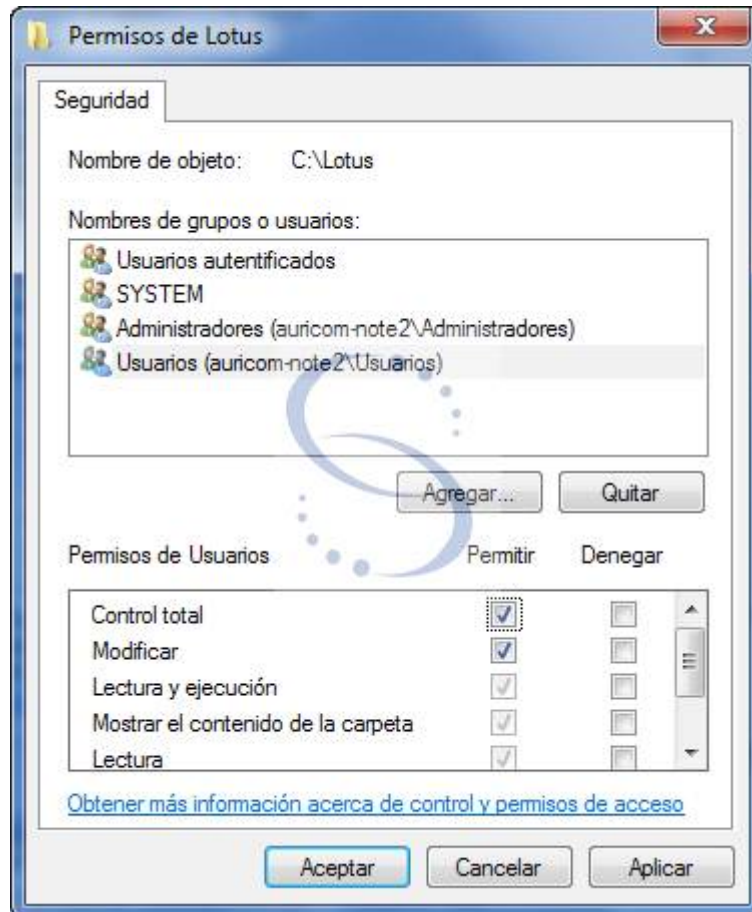 Permisos de Lotus
Seguridad
Nombre de objeto: C:\Lotus
Nombres de grupos o usuarios:
Usuarios autentificados
SYSTEM
Administradores (auricom-note2\Administradores)
Usuarios (auricom-note2\Usuarios)
Agregar... Quitar
Permisos de Usuarios Permitir Denegar
Control total
Modificar
Lectura y ejecución
Mostrar el contenido de la carpeta
Lectura
Obtener más información acerca de control y permisos de acceso
Aceptar Cancelar Aplicar